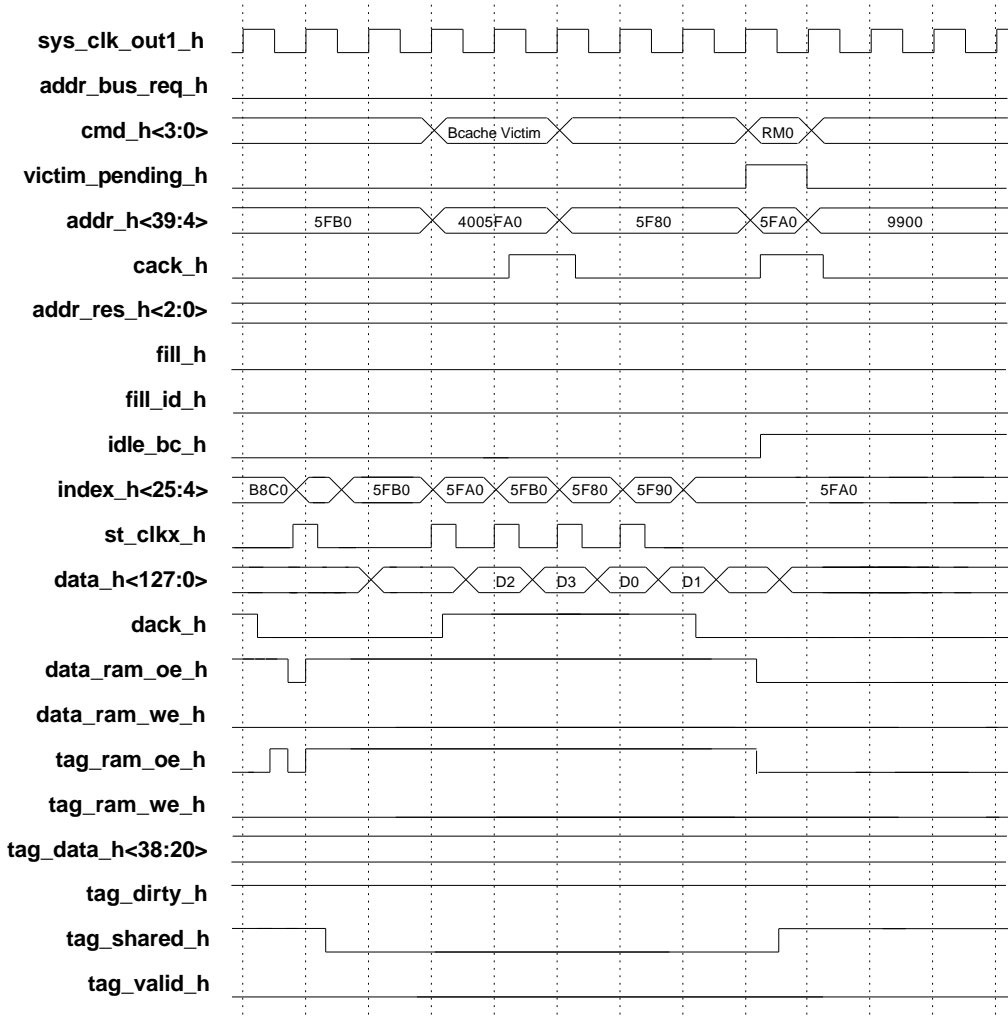 sys_clk_out1_h
addr_bus_req_h
cmd_h<3:0> Bcache Victim RM0
victim_pending_h
addr_h<39:4> 5FB0 4005FA0 5F80 5FA0 9900
cack_h
addr_res_h<2:0>
fill_h
fill_id_h
idle_bc_h
index_h<25:4> B8C0 5FB0 5FA0 5FB0 5F80 5F90 5FA0
st_clkx_h
data_h<127:0> D2 D3 D0 D1
dack_h
data_ram_oe_h
data_ram_we_h
tag_ram_oe_h
tag_ram_we_h
tag_data_h<38:20>
tag_dirty_h
tag_shared_h
tag_valid_h